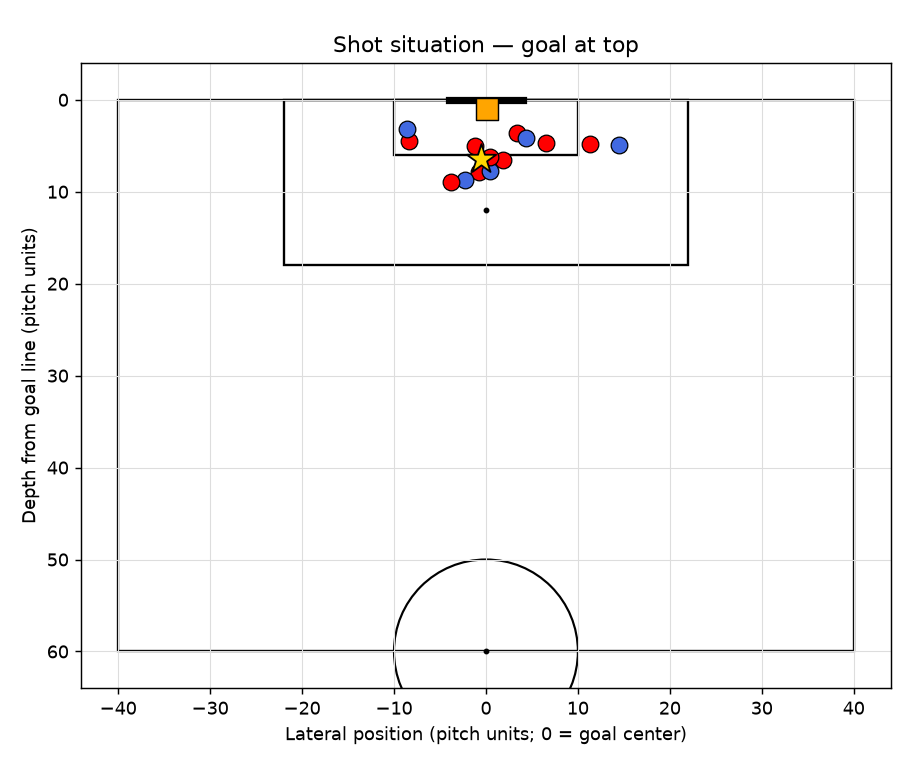 Shot situation — goal at top
0
10
20
30
40
50
60
Depth from goal line (pitch units)
−40 −30 −20 −10 0 10 20 30 40
Lateral position (pitch units; 0 = goal center)